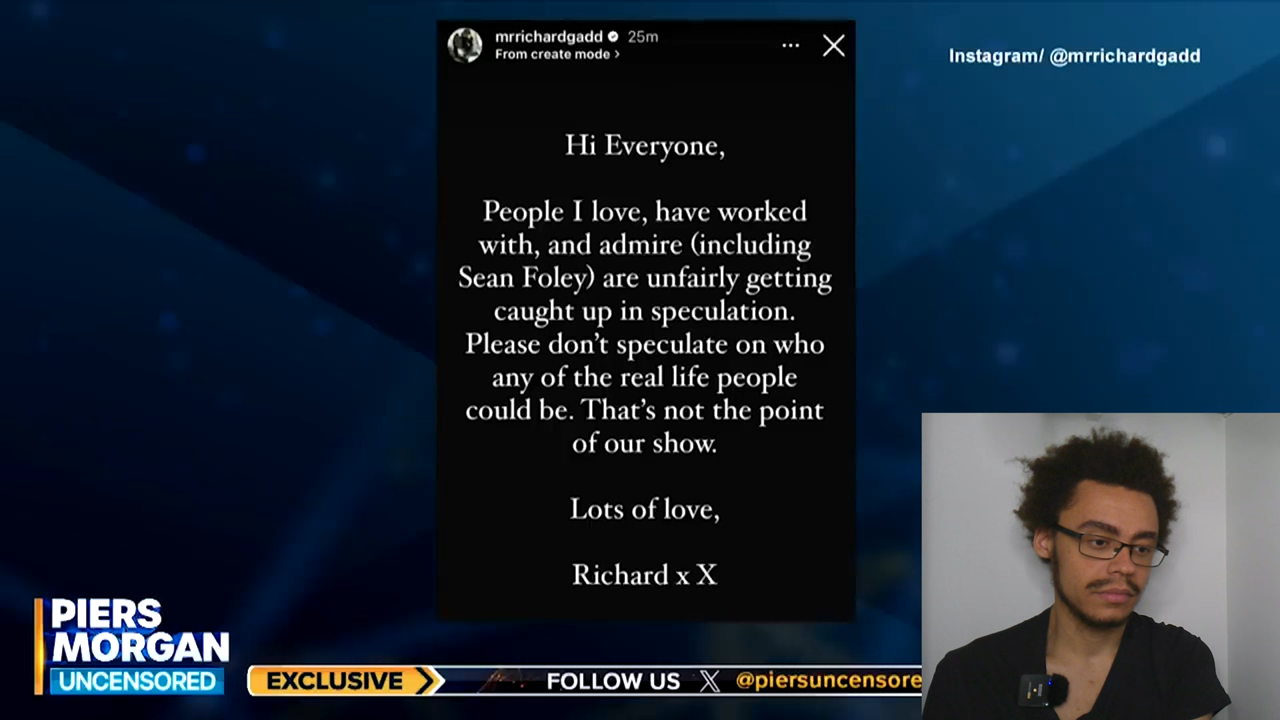 mrrichardgadd 25m
From create mode >
Instagram/ @mrrichardgadd
Hi Everyone,
People I love, have worked
with, and admire (including
Sean Foley) are unfairly getting
caught up in speculation.
Please don't speculate on who
any of the real life people
could be. That's not the point
of our show.
Lots of love,
Richard x X
PIERS
MORGAN
UNCENSORED
EXCLUSIVE
FOLLOW US X @piersuncensore